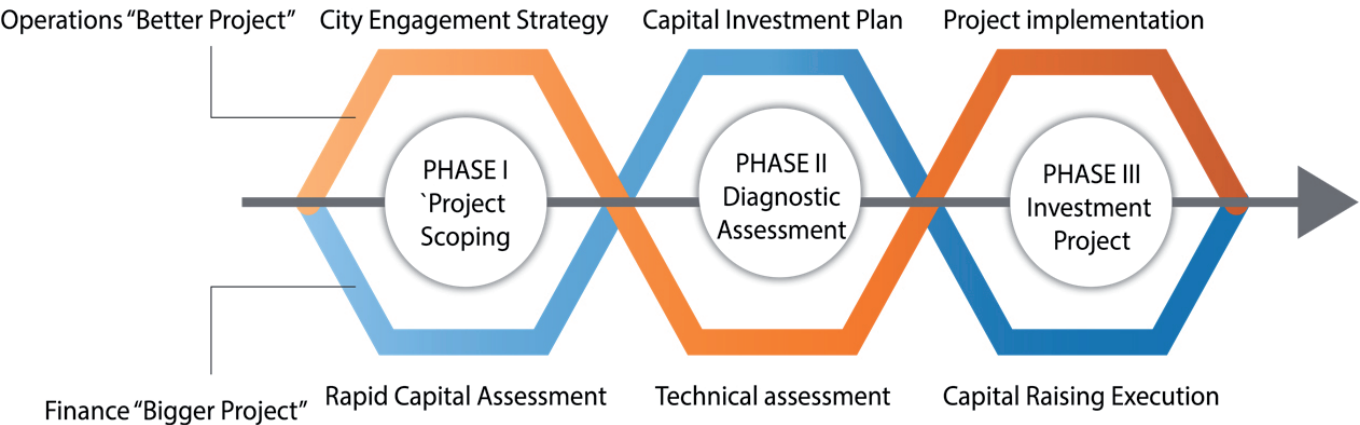 Operations “Better Project”
City Engagement Strategy
Capital Investment Plan
Project implementation
PHASE I
`Project
Scoping
PHASE II
Diagnostic
Assessment
PHASE III
Investment
Project
Finance “Bigger Project”
Rapid Capital Assessment
Technical assessment
Capital Raising Execution